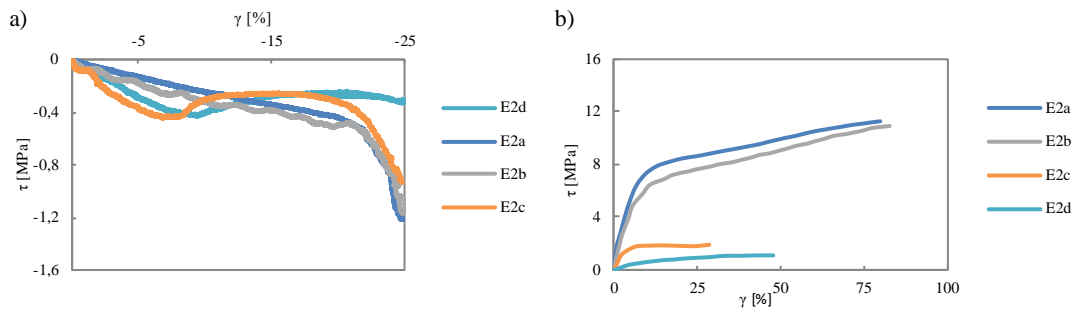 a)
γ [%]
-5 -15 -25
0
-0,4
-0,8
-1,2
-1,6
τ [MPa]
E2d
E2a
E2b
E2c
b)
16
12
8
4
0
τ [MPa]
0 25 50 75 100
γ [%]
E2a
E2b
E2c
E2d